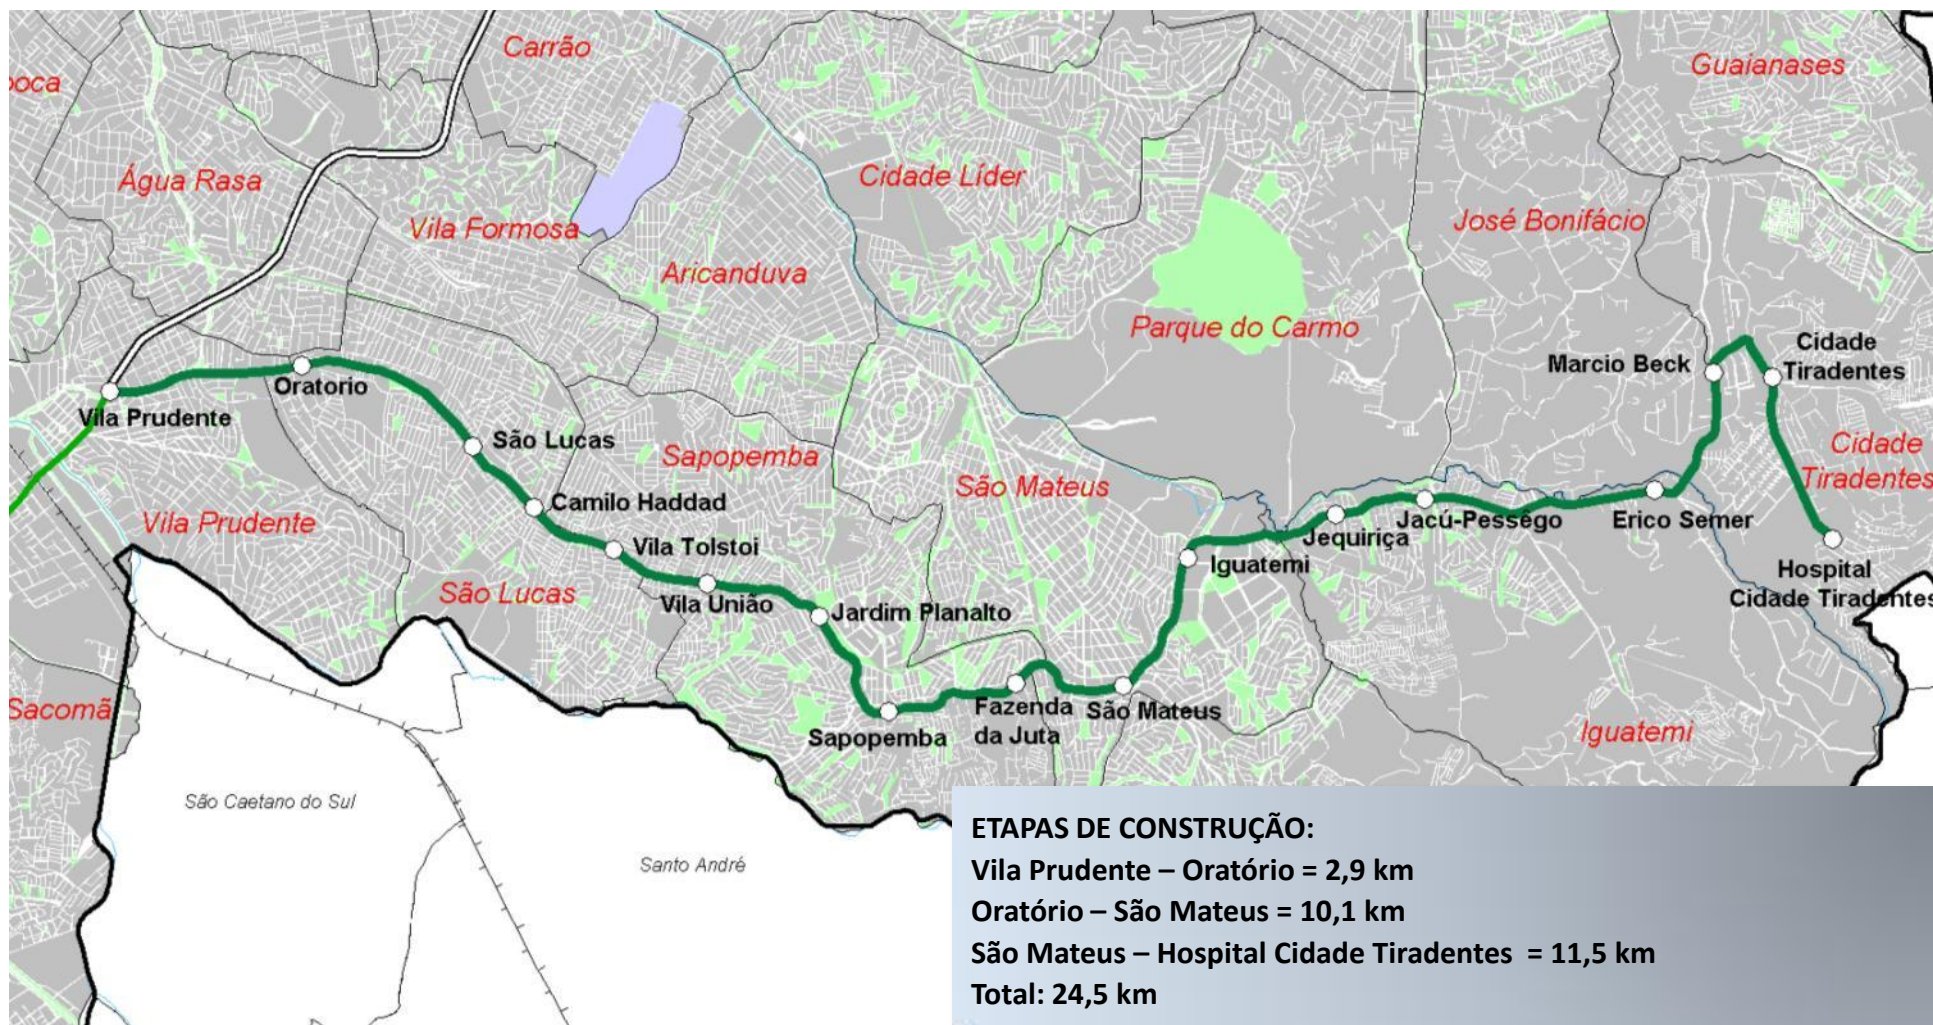 Carrão
Guaianases
Água Rasa
Cidade Líder
Vila Formosa
José Bonifácio
Aricanduva
Parque do Carmo
Cidade
Tiradentes
Marcio Beck
Oratorio
Vila Prudente
São Lucas
Sapopemba
Cidade
Tiradentes
São Mateus
Camilo Haddad
Vila Prudente
Jacú-Pessêgo
Erico Semer
Jequiriça
Vila Tolstoi
Iguatemi
Hospital
Cidade Tiradentes
São Lucas
Vila União
Jardim Planalto
Sacomã
Fazenda
da Juta
São Mateus
Sapopemba
Iguatemi
São Caetano do Sul
Santo André
ETAPAS DE CONSTRUÇÃO:
Vila Prudente – Oratório = 2,9 km
Oratório – São Mateus = 10,1 km
São Mateus – Hospital Cidade Tiradentes = 11,5 km
Total: 24,5 km